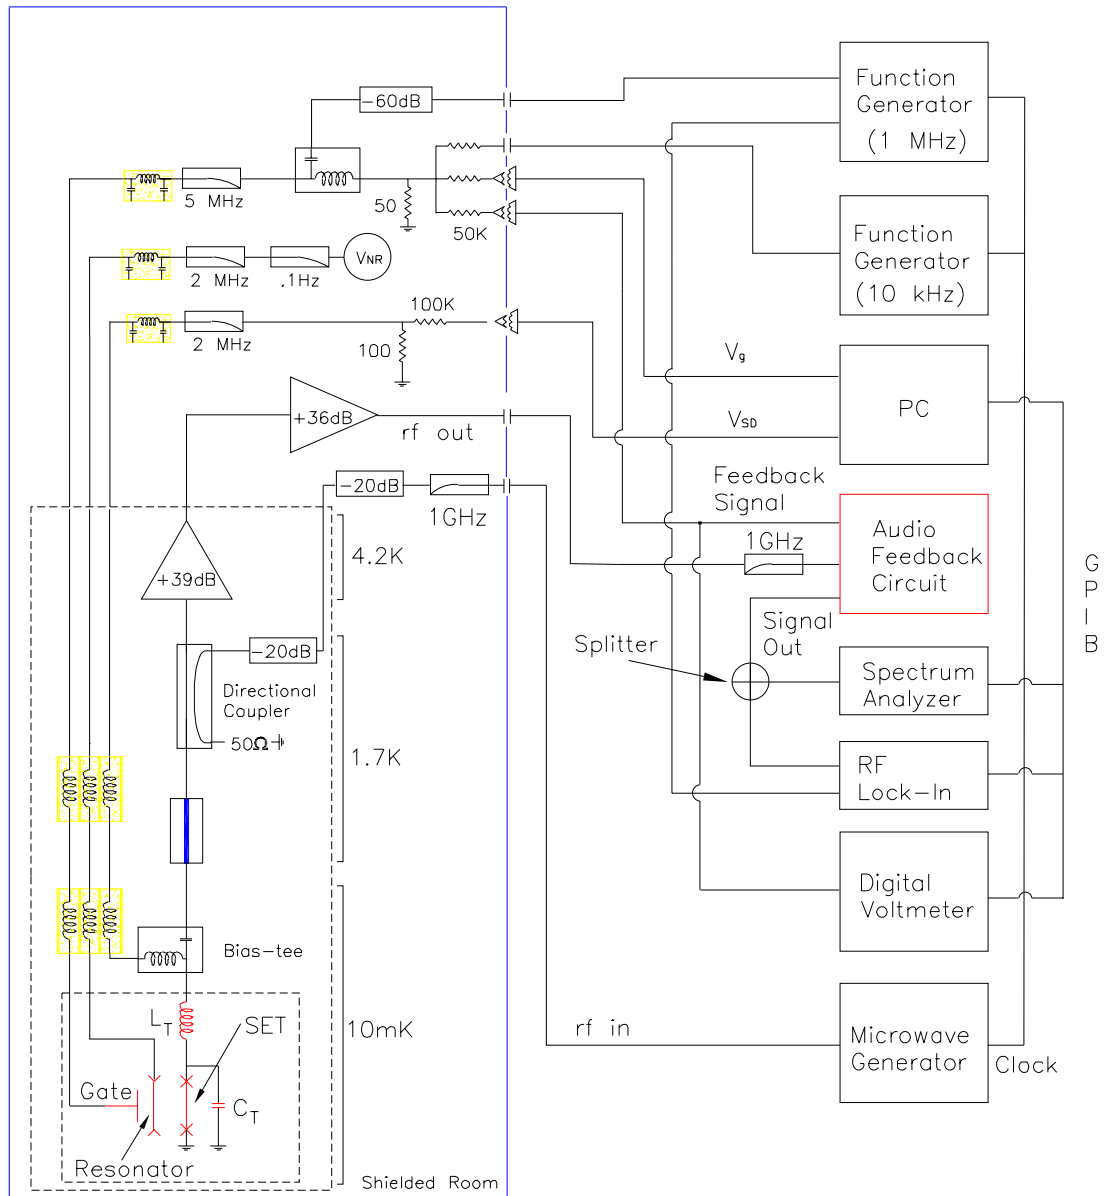 -60dB
Function
Generator
(1 MHz)
5 MHz
50
50K
Function
Generator
(10 kHz)
2 MHz
.1Hz
VNR
100K
2 MHz
100
Vg
PC
VSD
+36dB
rf out
-20dB
1GHz
Feedback
Signal
1GHz
Audio
Feedback
Circuit
+39dB
4.2K
G
P
I
B
Signal
Out
Splitter
-20dB
Directional
Coupler
50Ω
Spectrum
Analyzer
1.7K
RF
Lock-In
Digital
Voltmeter
Bias-tee
LT
SET
10mK
rf in
Microwave
Generator
Clock
Gate
CT
Resonator
Shielded Room